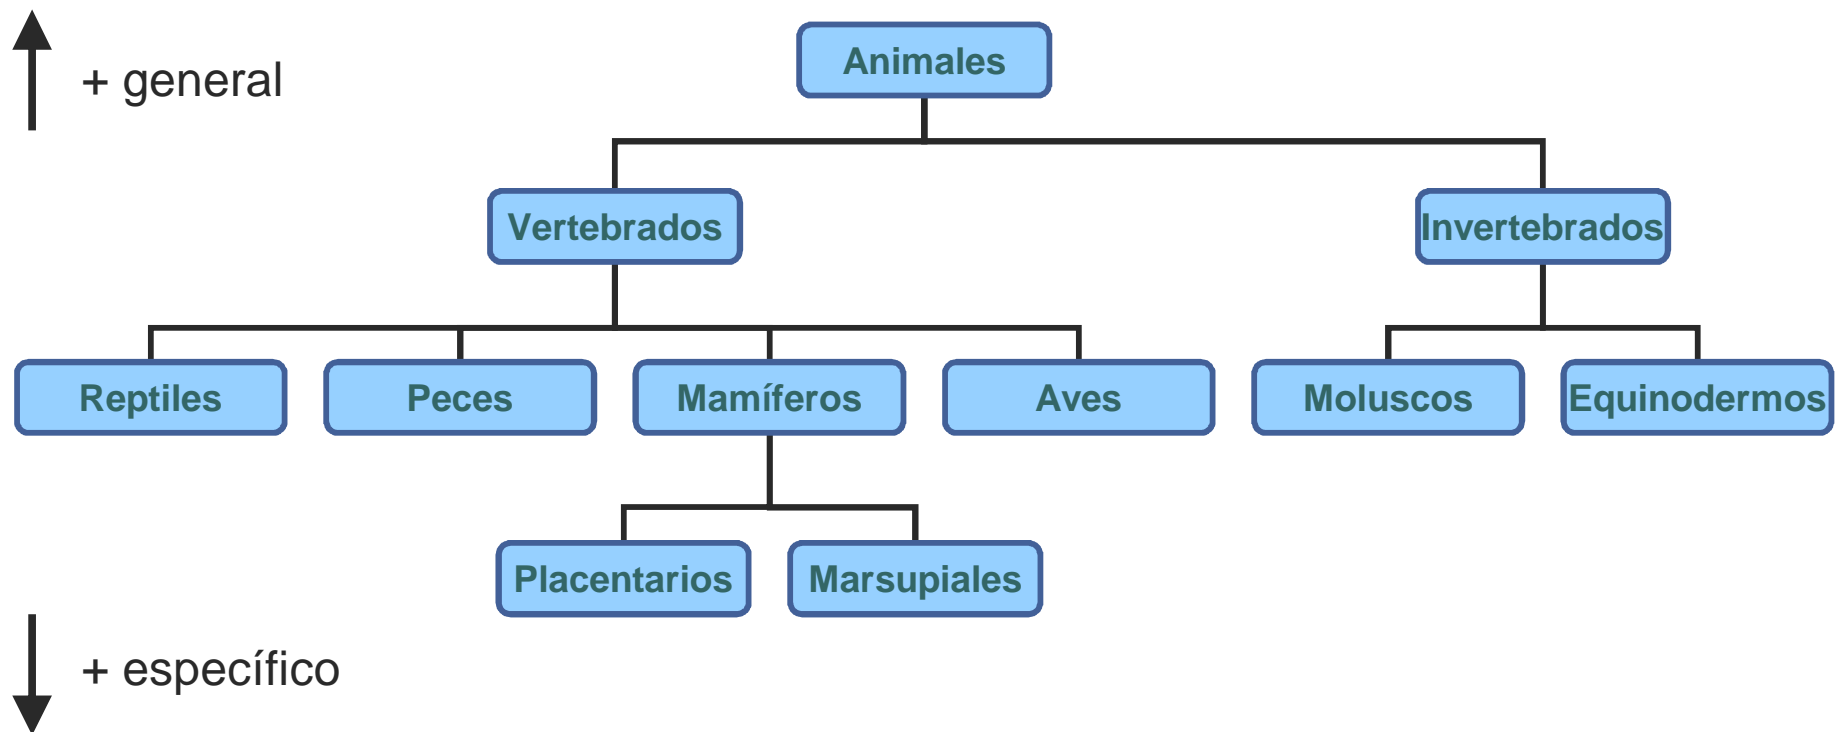 Animales
+ general
Vertebrados
Invertebrados
Reptiles
Peces
Mamíferos
Aves
Moluscos
Equinodermos
Placentarios
Marsupiales
+ específico